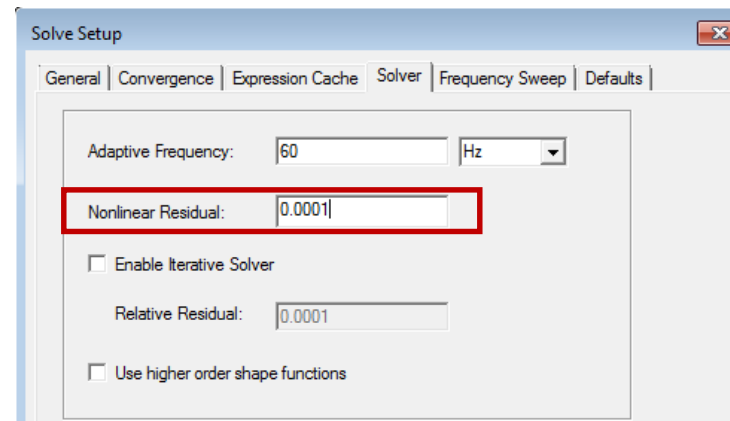 Solve Setup
General Convergence Expression Cache Solver Frequency Sweep Defaults
Adaptive Frequency: 60 Hz
Nonlinear Residual: 0.0001
Enable Iterative Solver
Relative Residual: 0.0001
Use higher order shape functions